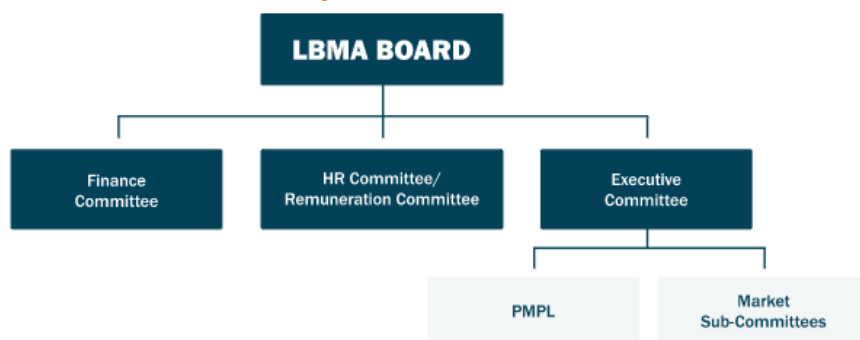 LBMA BOARD
Finance
Committee
HR Committee/
Remuneration Committee
Executive
Committee
PMPL
Market
Sub-Committees